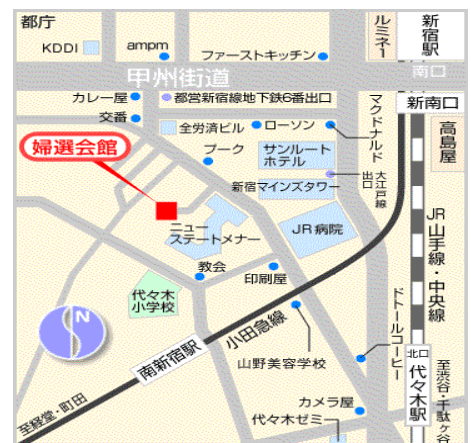 都庁
KDDI
ampm
ファーストキッチン
ルミネ1
新宿駅
南口
甲州街道
カレー屋
都営新宿線地下鉄6番出口
マクドナルド
新南口
交番
全労済ビル
ローソン
高島屋
婦選会館
プーク
サンルート
ホテル
新宿マインズタワー
大江戸線
出口
ニュー
ステートメナー
JR病院
JR山手線・中央線
教会
印刷屋
代々木
小学校
N
小田急線
ドトールコーヒー
南新宿駅
山野美容学校
北口
代々木駅
至渋谷・千駄ヶ谷
至経堂・町田
カメラ屋
代々木ゼミ